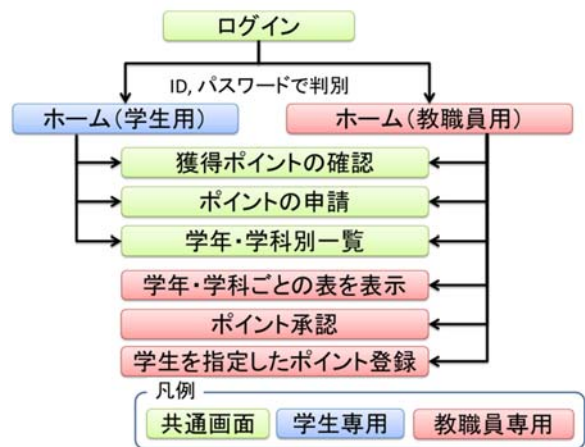 ログイン
ID, パスワードで判別
ホーム(学生用)
ホーム(教職員用)
獲得ポイントの確認
ポイントの申請
学年・学科別一覧
学年・学科ごとの表を表示
ポイント承認
学生を指定したポイント登録
凡例
共通画面
学生専用
教職員専用